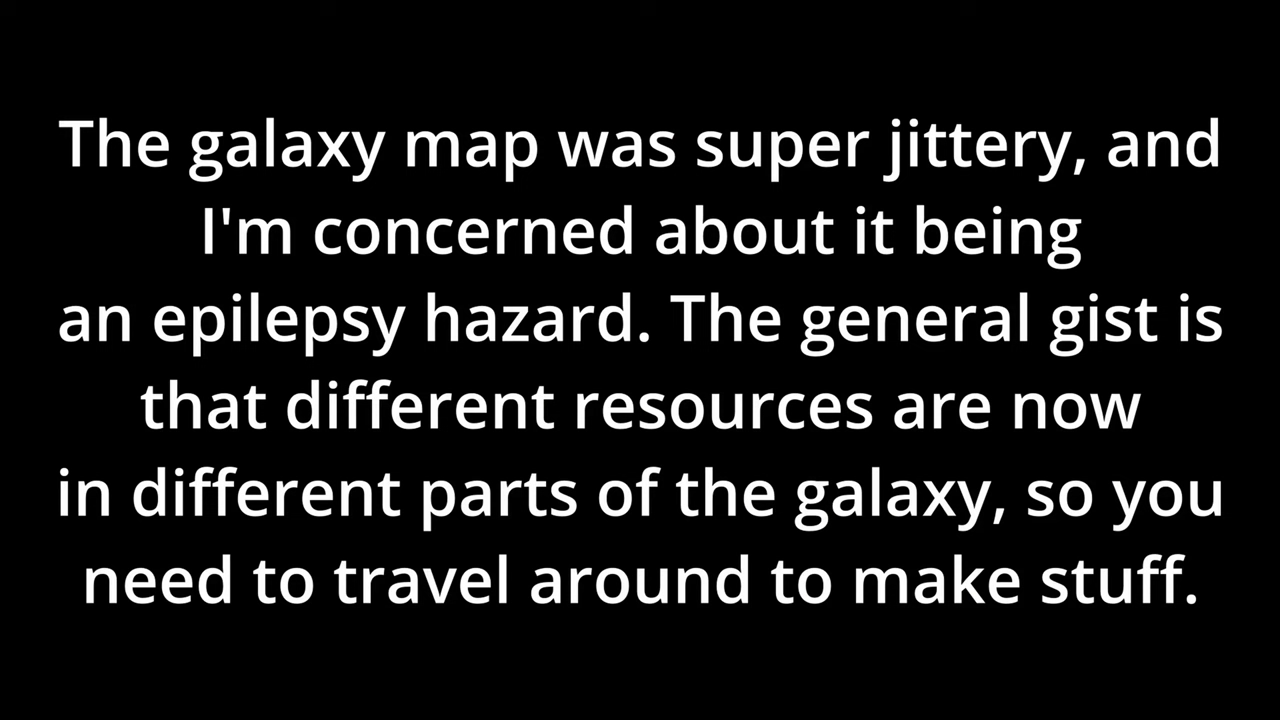 The galaxy map was super jittery, and
I'm concerned about it being
an epilepsy hazard. The general gist is
that different resources are now
in different parts of the galaxy, so you
need to travel around to make stuff.